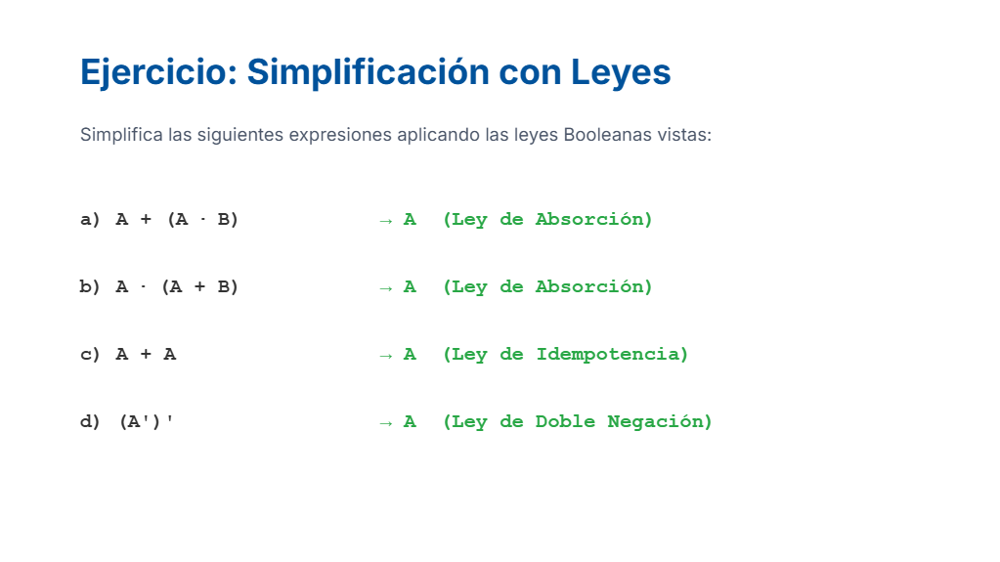 Ejercicio: Simplificación con Leyes
Simplifica las siguientes expresiones aplicando las leyes Booleanas vistas:
a) A + (A · B) → A (Ley de Absorción)
b) A · (A + B) → A (Ley de Absorción)
c) A + A → A (Ley de Idempotencia)
d) (A')' → A (Ley de Doble Negación)